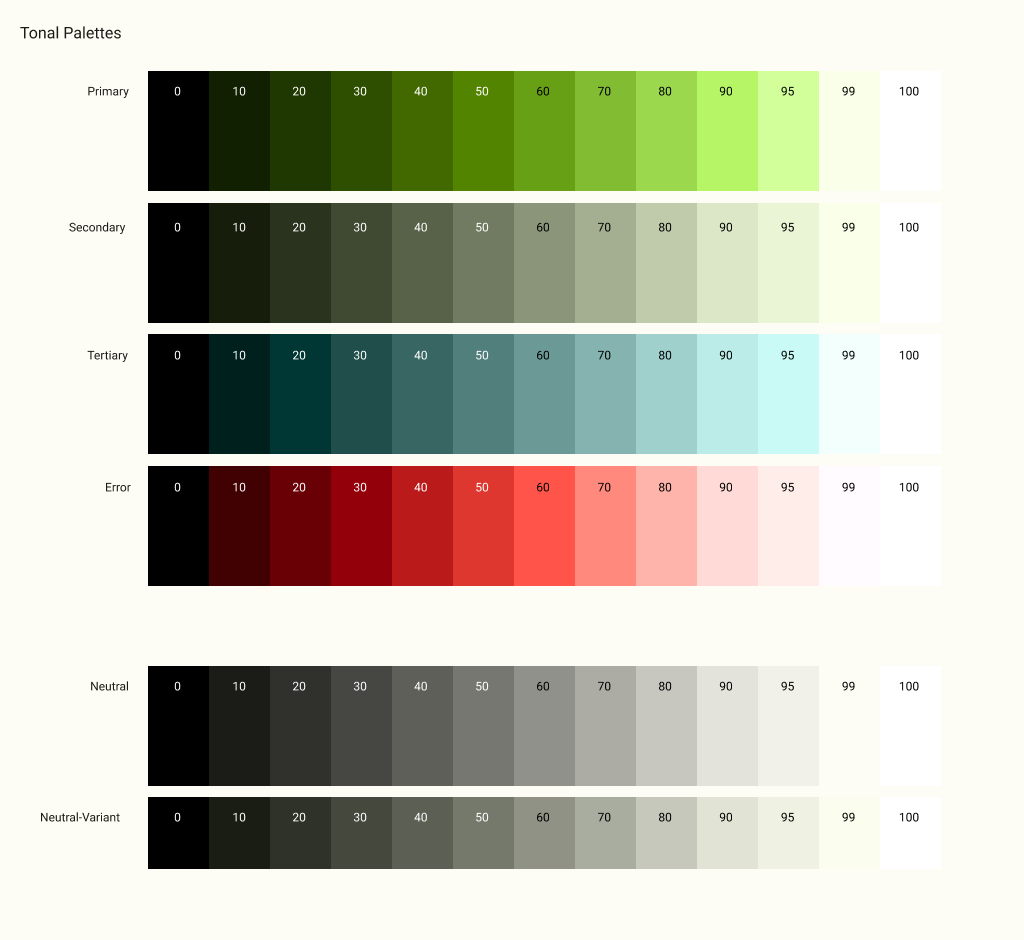 Tonal Palettes
Primary 0 10 20 30 40 50 60 70 80 90 95 99 100
Secondary 0 10 20 30 40 50 60 70 80 90 95 99 100
Tertiary 0 10 20 30 40 50 60 70 80 90 95 99 100
Error 0 10 20 30 40 50 60 70 80 90 95 99 100
Neutral 0 10 20 30 40 50 60 70 80 90 95 99 100
Neutral-Variant 0 10 20 30 40 50 60 70 80 90 95 99 100